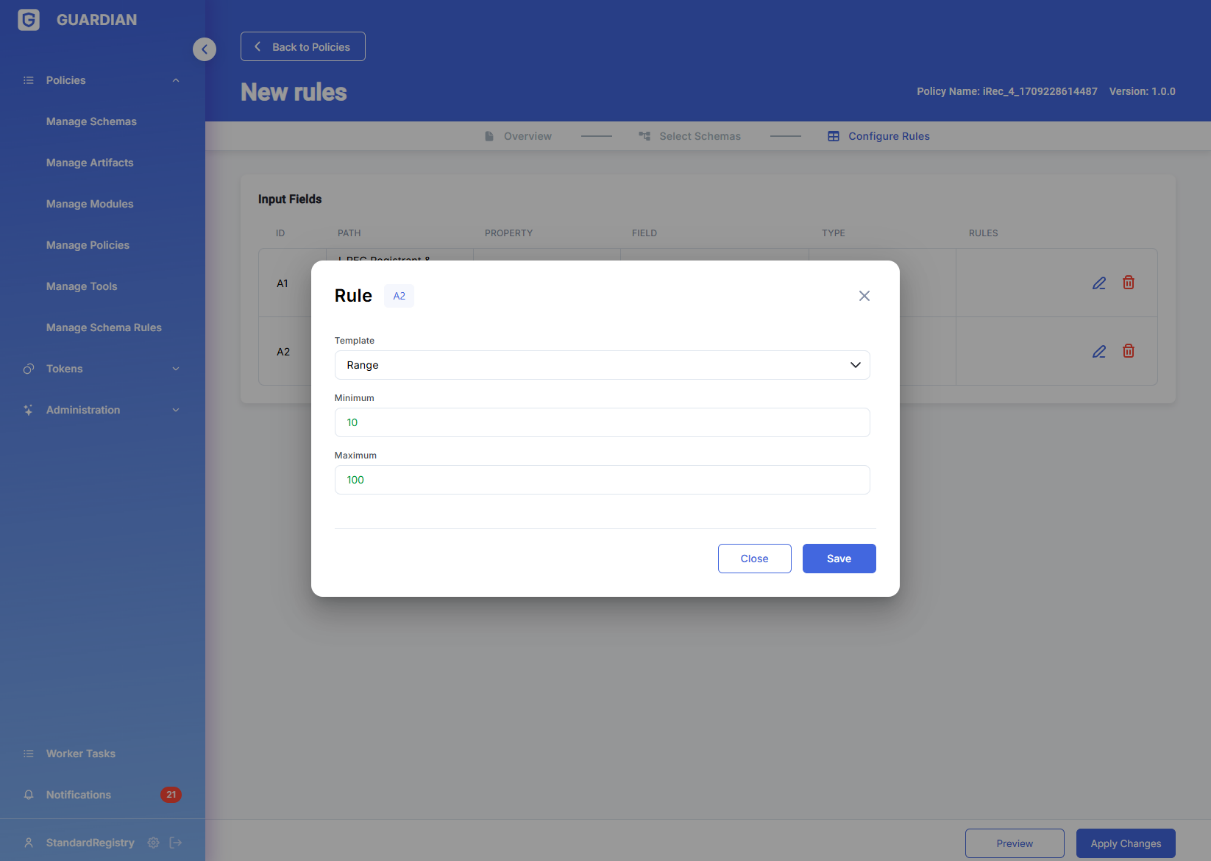 GUARDIAN
Policies
Manage Schemas
Manage Artifacts
Manage Modules
Manage Policies
Manage Tools
Manage Schema Rules
Tokens
Administration
Worker Tasks
Notifications 21
StandardRegistry
Back to Policies
New rules
Policy Name: iRec_4_1709228614487 Version: 1.0.0
Overview Select Schemas Configure Rules
Input Fields
ID PATH PROPERTY FIELD TYPE RULES
A1
A2
Rule A2
Template
Range
Minimum
10
Maximum
100
Close Save
Preview Apply Changes